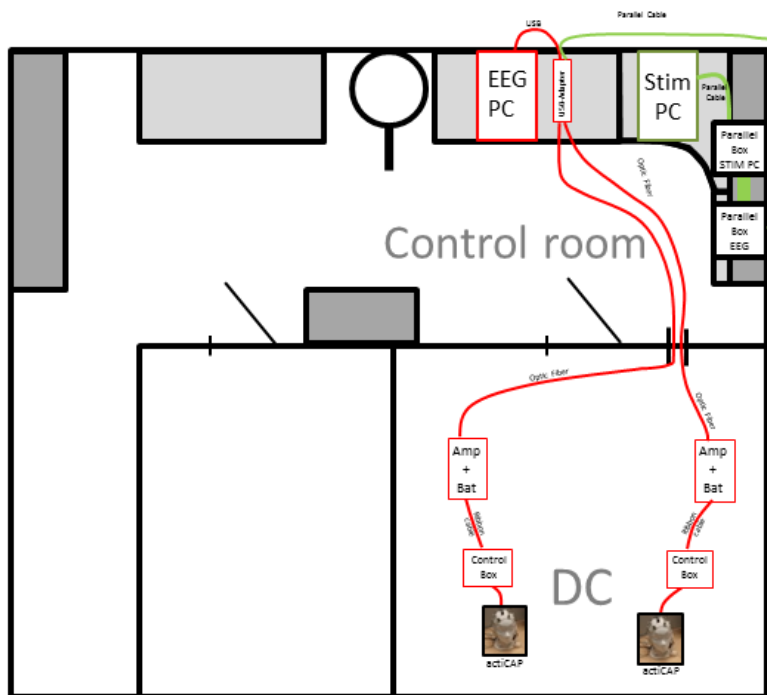 USB
Parallel Cable
EEG
PC
USB-Adapter
Stim
PC
Parallel
Cable
Parallel
Box
STIM PC
Optic Fiber
Parallel
Box
EEG
Control room
Optic Fiber
Optic Fiber
Amp
+
Bat
Amp
+
Bat
Ribbon
Cable
Ribbon
Cable
Control
Box
Control
Box
DC
actiCAP
actiCAP